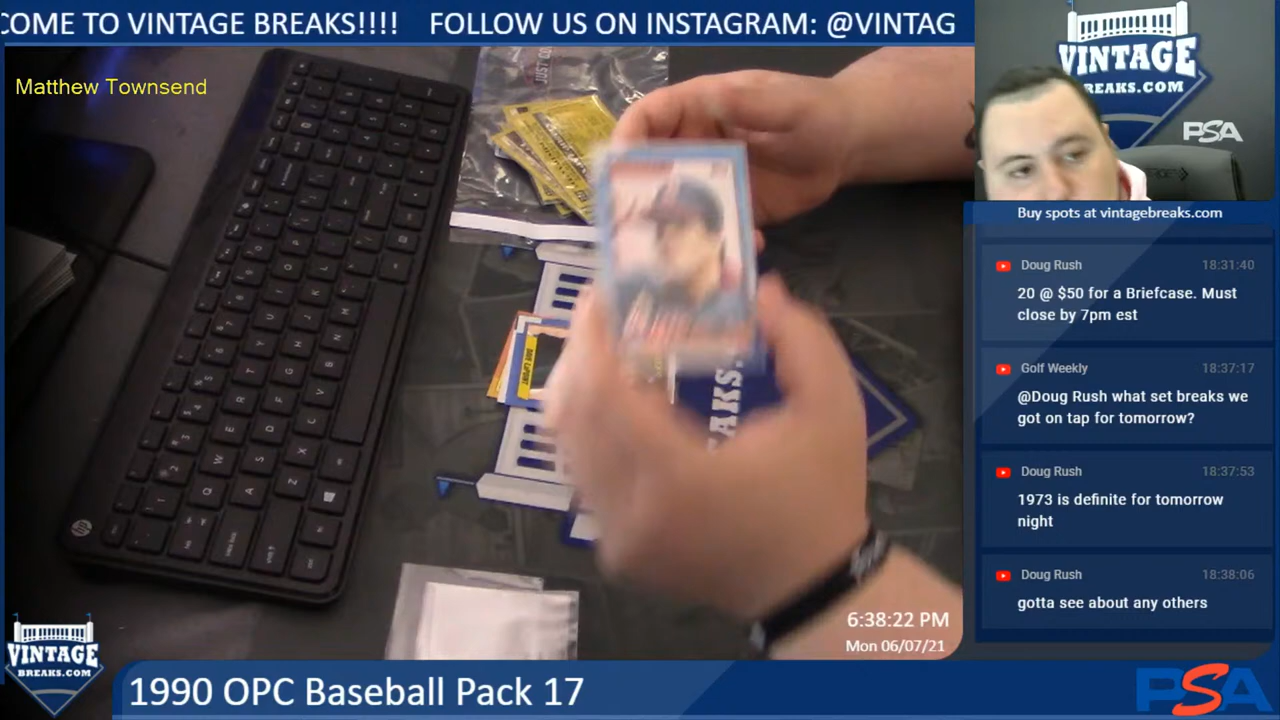 COME TO VINTAGE BREAKS!!!! FOLLOW US ON INSTAGRAM: @VINTAG
Matthew Townsend
VINTAGE
BREAKS.COM
PSA
Buy spots at vintagebreaks.com
Doug Rush 18:31:40
20 @ $50 for a Briefcase. Must
close by 7pm est
Golf Weekly 18:37:17
@Doug Rush what set breaks we
got on tap for tomorrow?
Doug Rush 18:37:53
1973 is definite for tomorrow
night
Doug Rush 18:38:06
gotta see about any others
6:38:22 PM
Mon 06/07/21
VINTAGE
BREAKS.COM
1990 OPC Baseball Pack 17
PSA